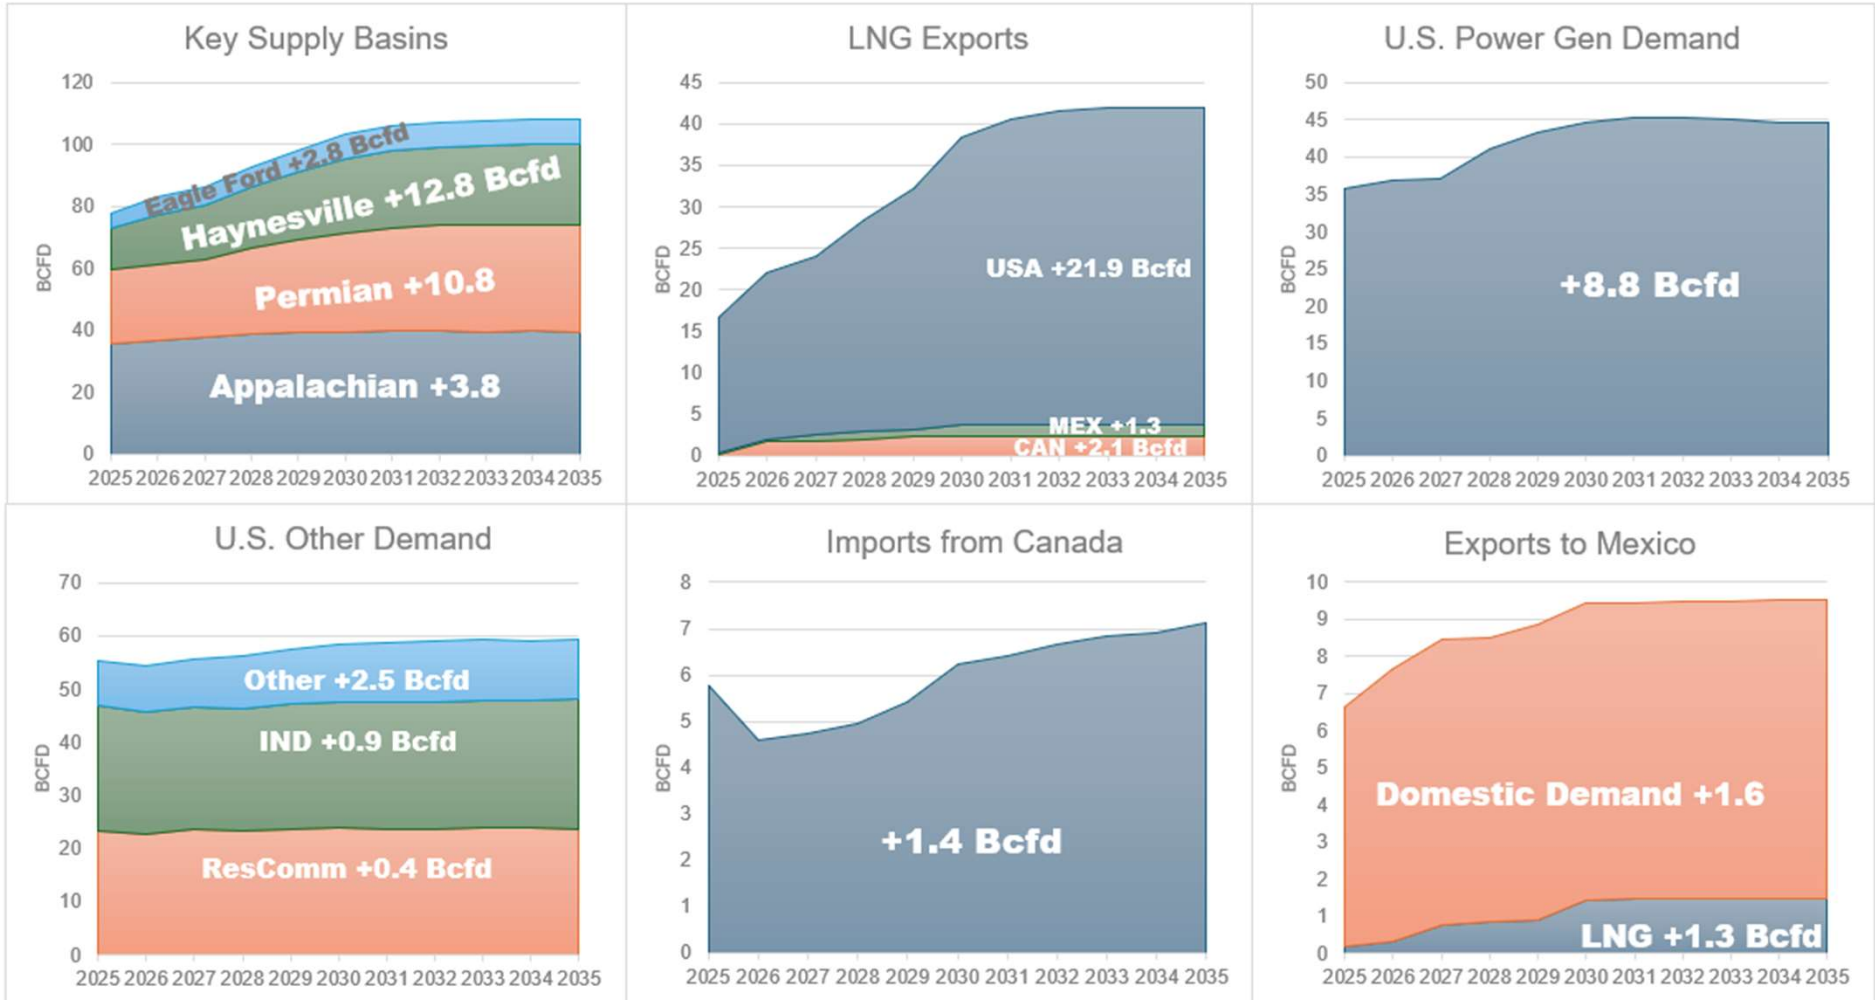 Key Supply Basins
120
100
80
60
40
20
0
BCFD
Eagle Ford +2.8 Bcfd
Haynesville +12.8 Bcfd
Permian +10.8
Appalachian +3.8
2025 2026 2027 2028 2029 2030 2031 2032 2033 2034 2035
LNG Exports
45
40
35
30
25
20
15
10
5
0
BCFD
USA +21.9 Bcfd
MEX +1.3
CAN +2.1 Bcfd
2025 2026 2027 2028 2029 2030 2031 2032 2033 2034 2035
U.S. Power Gen Demand
50
45
40
35
30
25
20
15
10
5
0
BCFD
+8.8 Bcfd
2025 2026 2027 2028 2029 2030 2031 2032 2033 2034 2035
U.S. Other Demand
70
60
50
40
30
20
10
0
BCFD
Other +2.5 Bcfd
IND +0.9 Bcfd
ResComm +0.4 Bcfd
2025 2026 2027 2028 2029 2030 2031 2032 2033 2034 2035
Imports from Canada
8
7
6
5
4
3
2
1
0
BCFD
+1.4 Bcfd
2025 2026 2027 2028 2029 2030 2031 2032 2033 2034 2035
Exports to Mexico
10
9
8
7
6
5
4
3
2
1
0
BCFD
Domestic Demand +1.6
LNG +1.3 Bcfd
2025 2026 2027 2028 2029 2030 2031 2032 2033 2034 2035